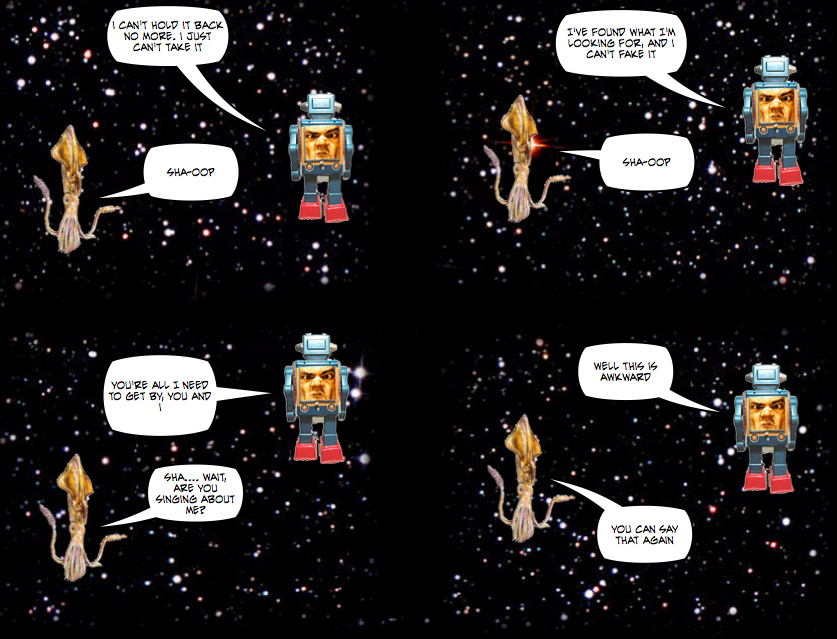 I CAN'T HOLD IT BACK
NO MORE. I JUST
CAN'T TAKE IT
SHA-OOP
I'VE FOUND WHAT I'M
LOOKING FOR, AND I
CAN'T FAKE IT
SHA-OOP
YOU'RE ALL I NEED
TO GET BY, YOU AND
I
SHA.... WAIT,
ARE YOU
SINGING ABOUT
ME?
WELL THIS IS
AWKWARD
YOU CAN SAY
THAT AGAIN